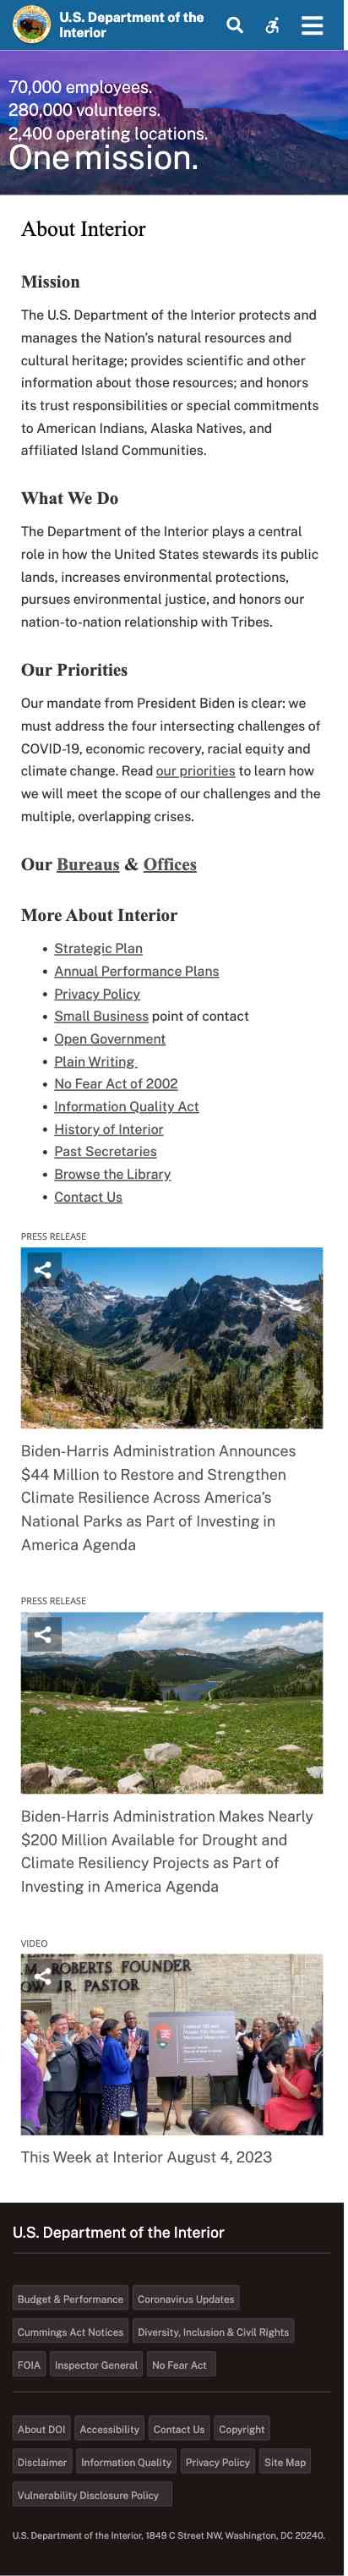 U.S. Department of the
Interior
70,000 employees.
280,000 volunteers.
2,400 operating locations.
One mission.
About Interior
Mission
The U.S. Department of the Interior protects and
manages the Nation's natural resources and
cultural heritage; provides scientific and other
information about those resources; and honors
its trust responsibilities or special commitments
to American Indians, Alaska Natives, and
affiliated Island Communities.
What We Do
The Department of the Interior plays a central
role in how the United States stewards its public
lands, increases environmental protections,
pursues environmental justice, and honors our
nation-to-nation relationship with Tribes.
Our Priorities
Our mandate from President Biden is clear: we
must address the four intersecting challenges of
COVID-19, economic recovery, racial equity and
climate change. Read our priorities to learn how
we will meet the scope of our challenges and the
multiple, overlapping crises.
Our Bureaus & Offices
More About Interior
• Strategic Plan
• Annual Performance Plans
• Privacy Policy
• Small Business point of contact
• Open Government
• Plain Writing
• No Fear Act of 2002
• Information Quality Act
• History of Interior
• Past Secretaries
• Browse the Library
• Contact Us
PRESS RELEASE
Biden-Harris Administration Announces
$44 Million to Restore and Strengthen
Climate Resilience Across America's
National Parks as Part of Investing in
America Agenda
PRESS RELEASE
Biden-Harris Administration Makes Nearly
$200 Million Available for Drought and
Climate Resiliency Projects as Part of
Investing in America Agenda
VIDEO
M. ROBERTS FOUNDER
OW JR. PASTOR
This Week at Interior August 4, 2023
U.S. Department of the Interior
Budget & Performance Coronavirus Updates
Cummings Act Notices Diversity, Inclusion & Civil Rights
FOIA Inspector General No Fear Act
About DOI Accessibility Contact Us Copyright
Disclaimer Information Quality Privacy Policy Site Map
Vulnerability Disclosure Policy
U.S. Department of the Interior, 1849 C Street NW, Washington, DC 20240.